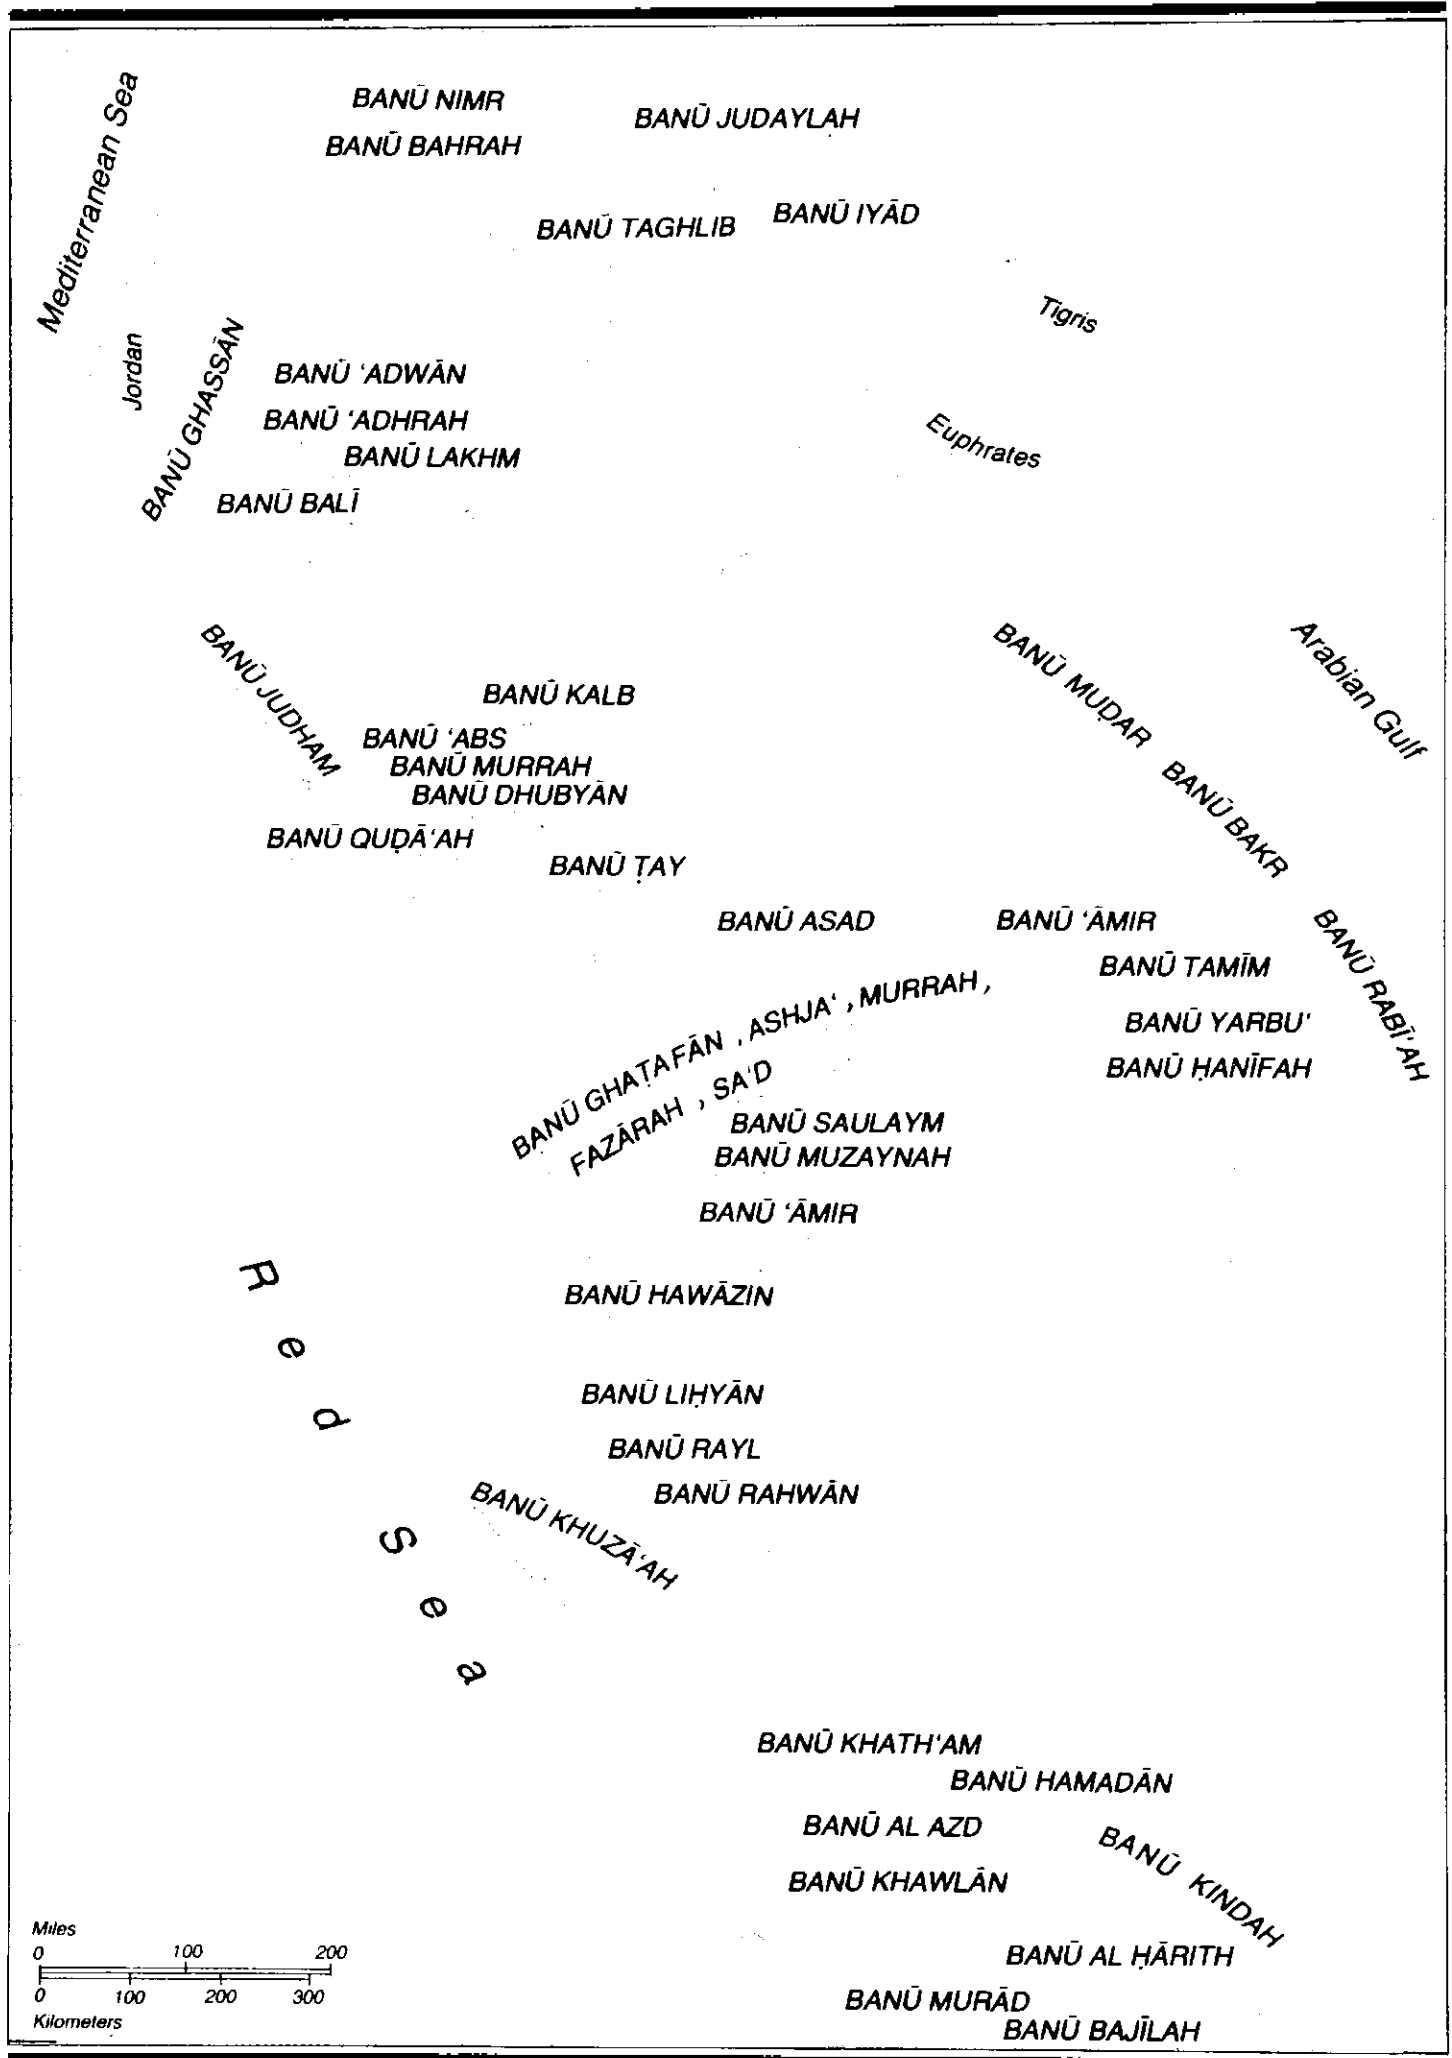 Mediterranean Sea
BANŪ NIMR
BANŪ JUDAYLAH
BANŪ BAHRAH
BANŪ TAGHLIB
BANŪ IYĀD
Tigris
Jordan
BANŪ GHASSĀN
BANŪ ‘ADWĀN
BANŪ ‘ADHRAH
BANŪ LAKHM
BANŪ BALĪ
Euphrates
BANŪ JUDHAM
BANŪ KALB
BANŪ ‘ABS
BANŪ MURRAH
BANŪ DHUBYĀN
BANŪ QUḌĀ‘AH
BANŪ ṬAY
BANŪ MUḌAR
Arabian Gulf
BANŪ BAKR
BANŪ ASAD
BANŪ ‘ĀMIR
BANŪ RABĪ‘AH
BANŪ TAMĪM
BANŪ YARBU'
BANŪ ḤANĪFAH
BANŪ GHAṬAFĀN , ASHJA‘ , MURRAH ,
FAZĀRAH , SA‘D
BANŪ SAULAYM
BANŪ MUZAYNAH
BANŪ ‘ĀMIR
Red Sea
BANŪ HAWĀZIN
BANŪ LIḤYĀN
BANŪ RAYL
BANŪ RAHWĀN
BANŪ KHUZĀ‘AH
BANŪ KHATH‘AM
BANŪ HAMADĀN
BANŪ AL AZD
BANŪ KINDAH
BANŪ KHAWLĀN
BANŪ AL ḤĀRITH
BANŪ MURĀD
BANŪ BAJĪLAH
Miles
0 100 200
0 100 200 300
Kilometers